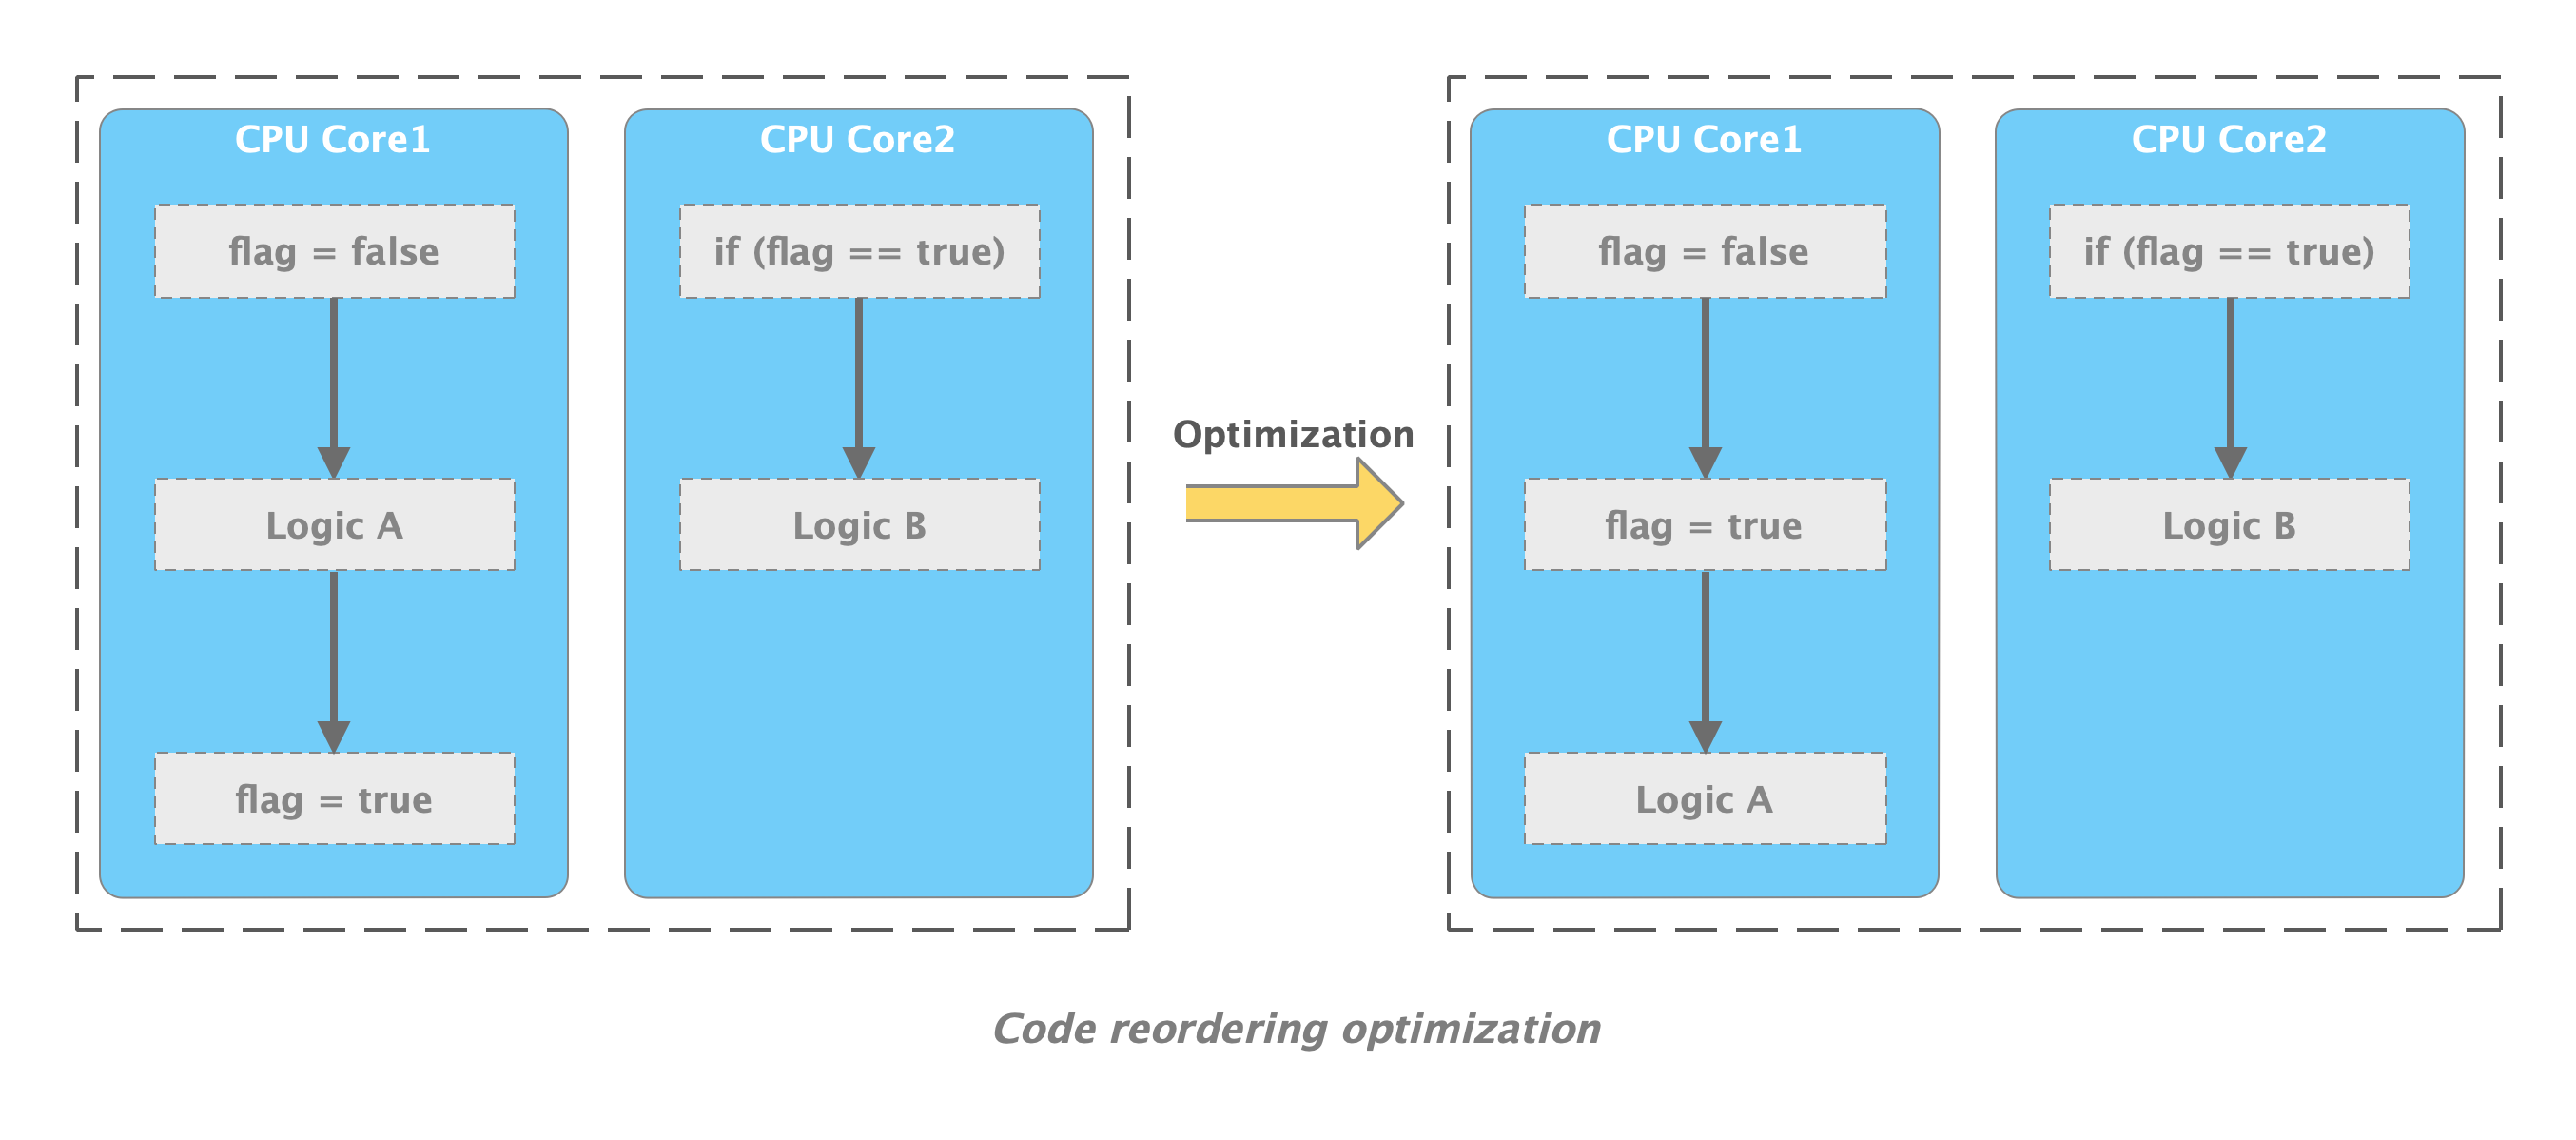 CPU Core1
flag = false
Logic A
flag = true
CPU Core2
if (flag == true)
Logic B
Optimization
CPU Core1
flag = false
flag = true
Logic A
CPU Core2
if (flag == true)
Logic B
Code reordering optimization